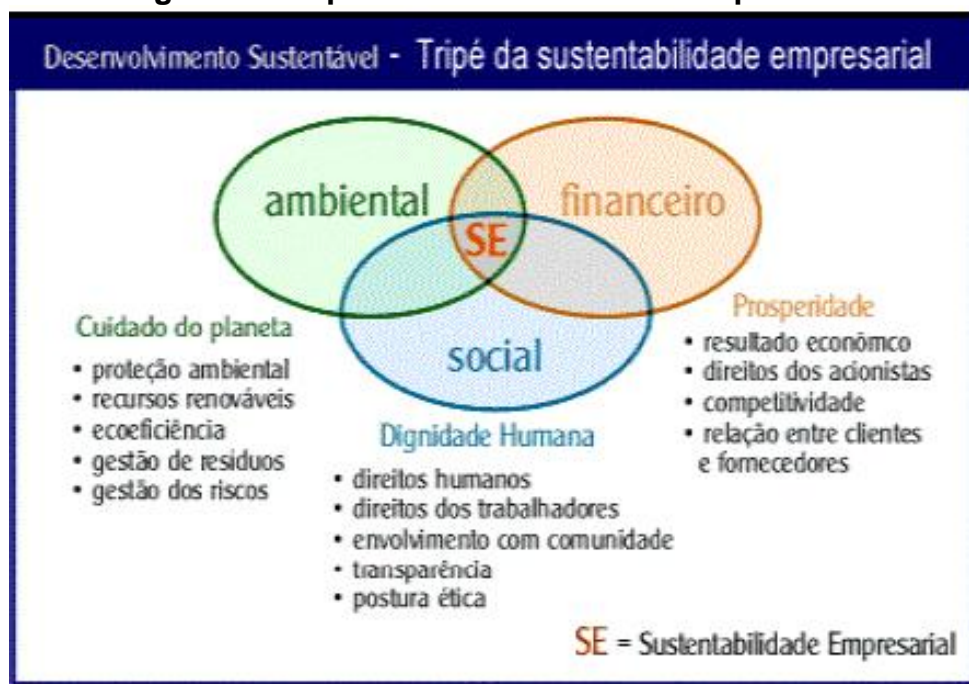 Desenvolvimento Sustentável - Tripé da sustentabilidade empresarial
ambiental
financeiro
SE
social
Cuidado do planeta
• proteção ambiental
• recursos renováveis
• ecoeficiência
• gestão de resíduos
• gestão dos riscos
Dignidade Humana
• direitos humanos
• direitos dos trabalhadores
• envolvimento com comunidade
• transparência
• postura ética
Prosperidade
• resultado econômco
• direitos dos acionistas
• competitividade
• relação entre clientes
e fornecedores
SE = Sustentabilidade Empresarial